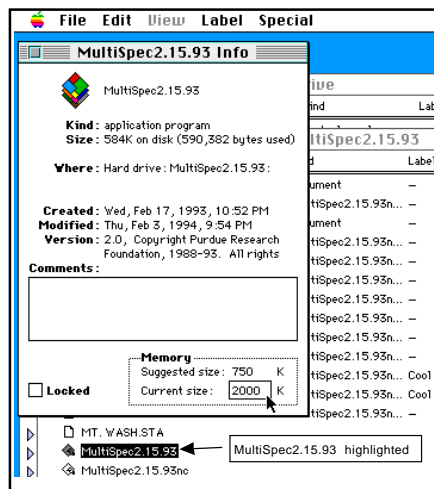 File Edit View Label Special
MultiSpec2.15.93 Info
MultiSpec2.15.93
Kind: application program
Size: 584K on disk (590,382 bytes used)
Where: Hard drive: MultiSpec2.15.93:
Created: Wed, Feb 17, 1993, 10:52 PM
Modified: Thu, Feb 3, 1994, 9:54 PM
Version: 2.0, Copyright Purdue Research
Foundation, 1988-93. All rights
Comments:
Memory
Suggested size: 750 K
Current size: 2000 K
Locked
rive
ind Lab
ltiSpec2.15.93
d Label
ument –
tiSpec2.15.93n... –
ument –
tiSpec2.15.93n... –
tiSpec2.15.93n... –
tiSpec2.15.93n... –
tiSpec2.15.93n... –
tiSpec2.15.93n... –
tiSpec2.15.93n... –
tiSpec2.15.93n... Cool
tiSpec2.15.93n... Cool
tiSpec2.15.93n... –
MT. WASH.STA
MultiSpec2.15.93
MultiSpec2.15.93 highlighted
MultiSpec2.15.93nc